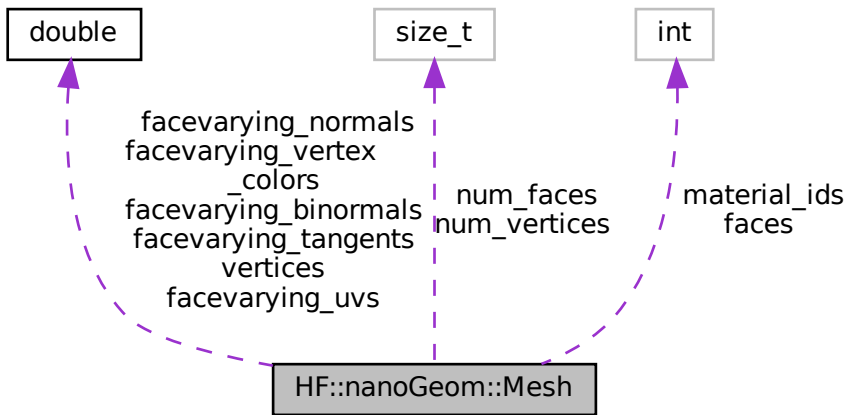 double
size_t
int
facevarying_normals
facevarying_vertex
_colors
facevarying_binormals
facevarying_tangents
vertices
facevarying_uvs
num_faces
num_vertices
material_ids
faces
HF::nanoGeom::Mesh